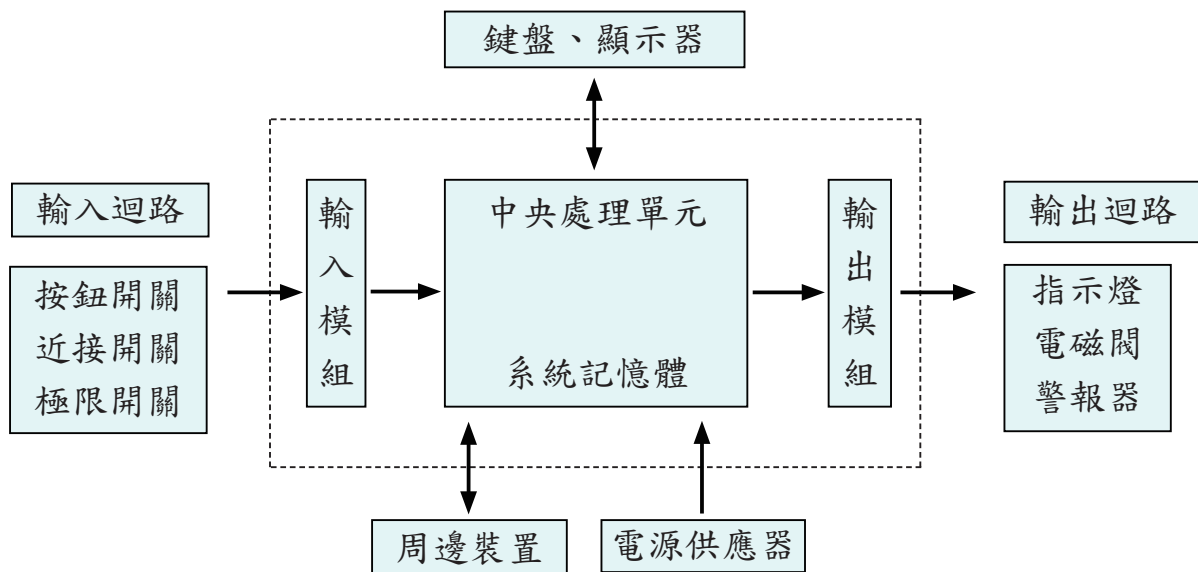 鍵盤、顯示器
輸入迴路
按鈕開關
近接開關
極限開關
輸入模組
中央處理單元
系統記憶體
輸出模組
輸出迴路
指示燈
電磁閥
警報器
周邊裝置
電源供應器